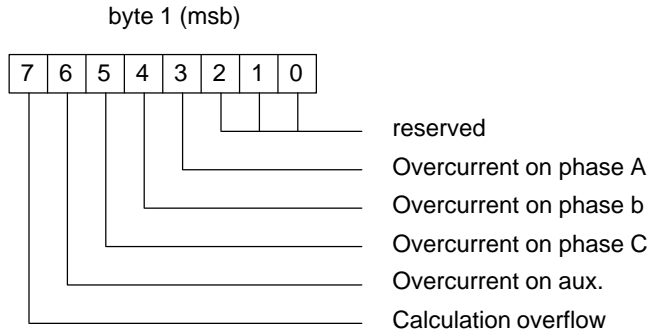 byte 1 (msb)
7 6 5 4 3 2 1 0
reserved
Overcurrent on phase A
Overcurrent on phase b
Overcurrent on phase C
Overcurrent on aux.
Calculation overflow